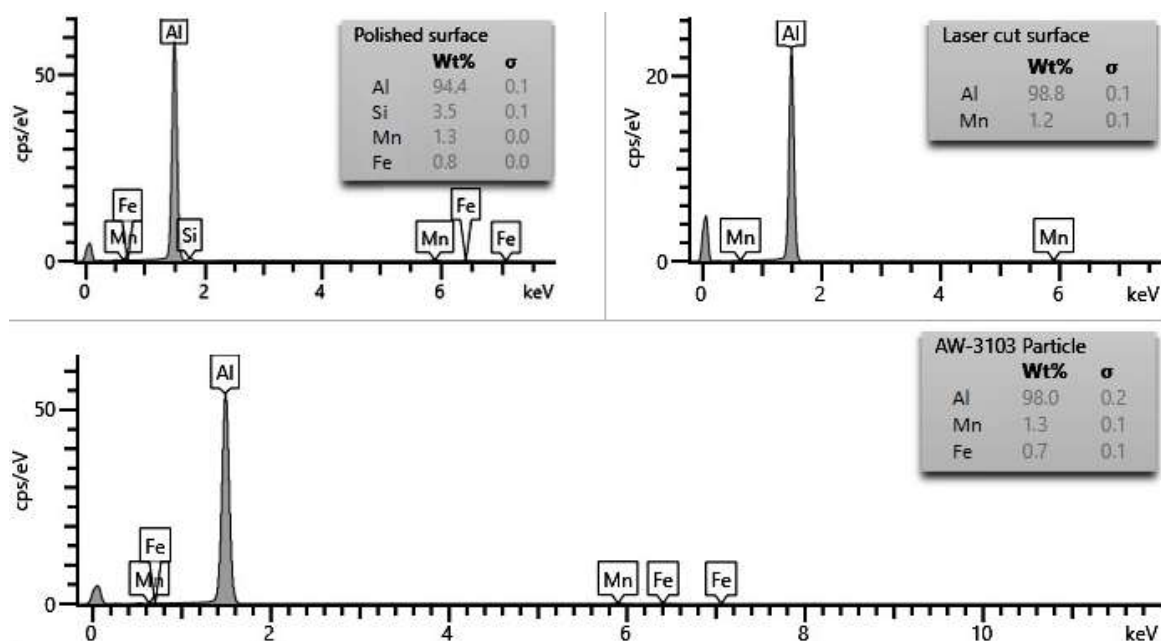 Polished surface
Wt% σ
Al 94.4 0.1
Si 3.5 0.1
Mn 1.3 0.0
Fe 0.8 0.0
Al
50
cps/eV
Fe
Fe
Mn
Si
Mn
Fe
0
0 2 4 6 keV
Laser cut surface
Wt% σ
Al 98.8 0.1
Mn 1.2 0.1
Al
20
cps/eV
Mn
Mn
0
0 2 4 6 keV
AW-3103 Particle
Wt% σ
Al 98.0 0.2
Mn 1.3 0.1
Fe 0.7 0.1
Al
50
cps/eV
Fe
Mn
Mn
Fe
Fe
0
0 2 4 6 8 10 keV